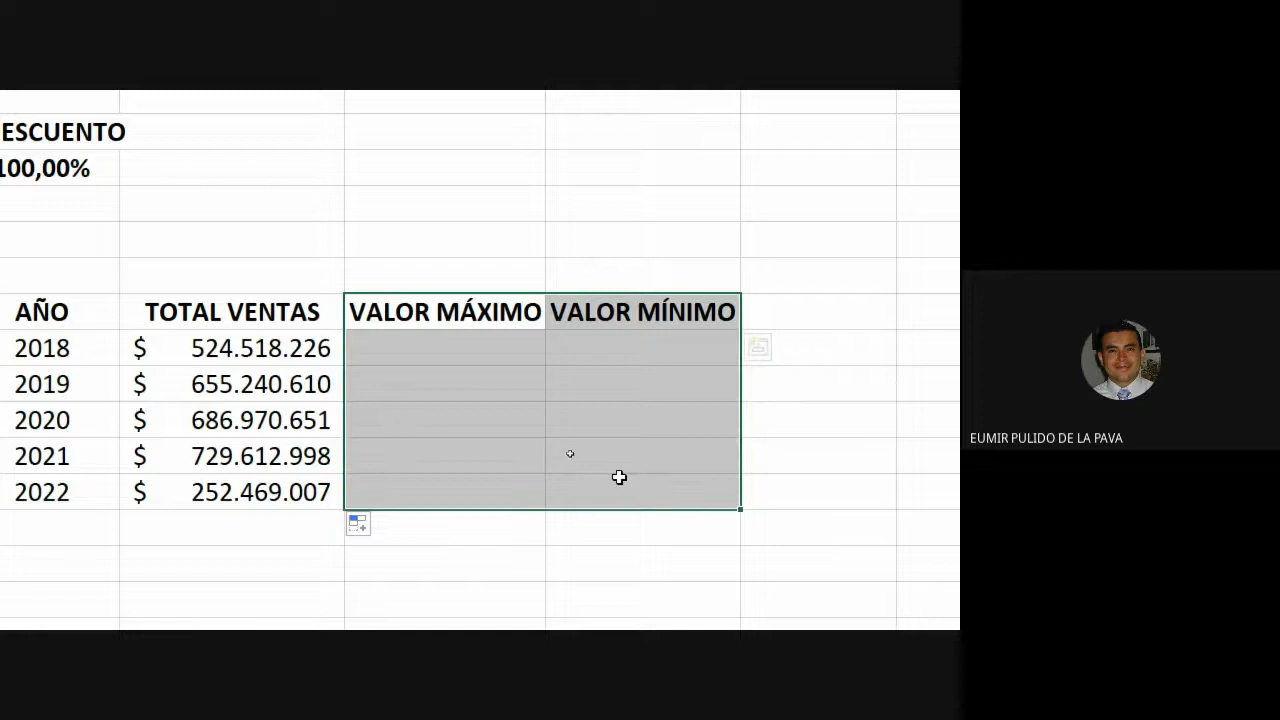 ESCUENTO
100,00%
AÑO TOTAL VENTAS VALOR MÁXIMO VALOR MÍNIMO
2018 $ 524.518.226
2019 $ 655.240.610
2020 $ 686.970.651
2021 $ 729.612.998
2022 $ 252.469.007
EUMIR PULIDO DE LA PAVA